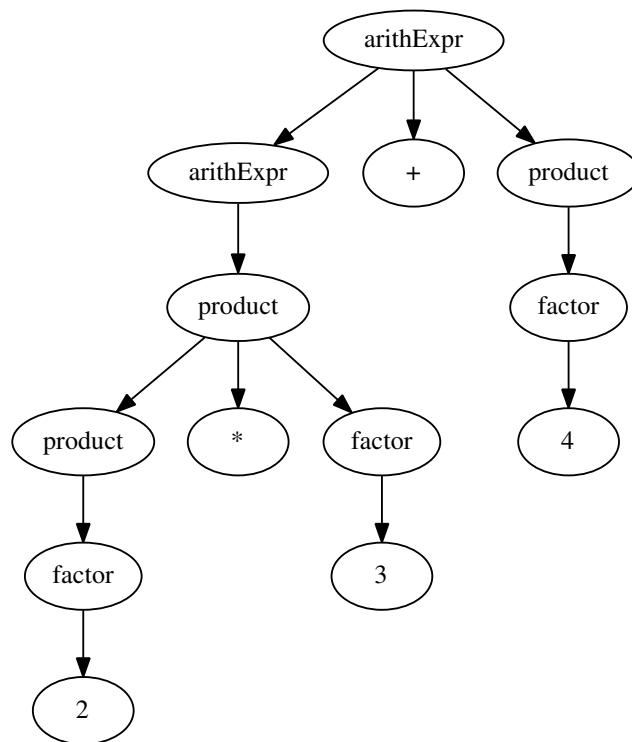 arithExpr
arithExpr + product
product factor
product * factor 4
factor 3
2